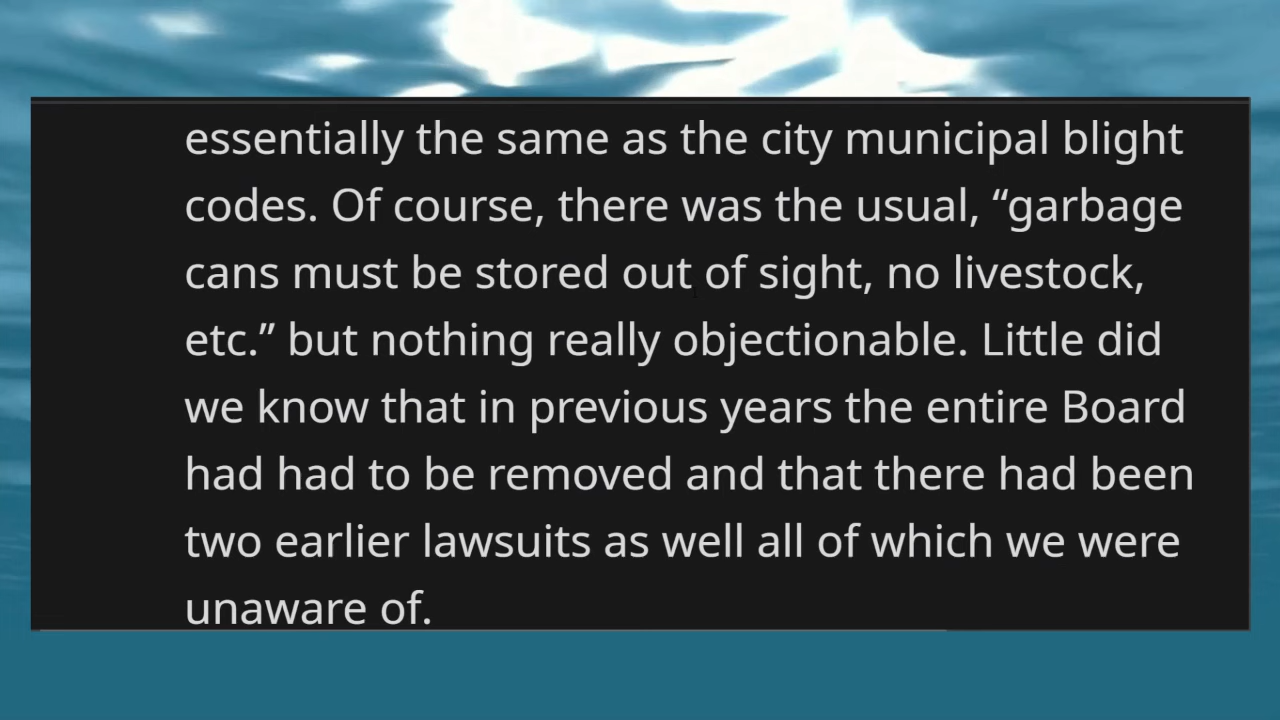 essentially the same as the city municipal blight
codes. Of course, there was the usual, “garbage
cans must be stored out of sight, no livestock,
etc.” but nothing really objectionable. Little did
we know that in previous years the entire Board
had had to be removed and that there had been
two earlier lawsuits as well all of which we were
unaware of.